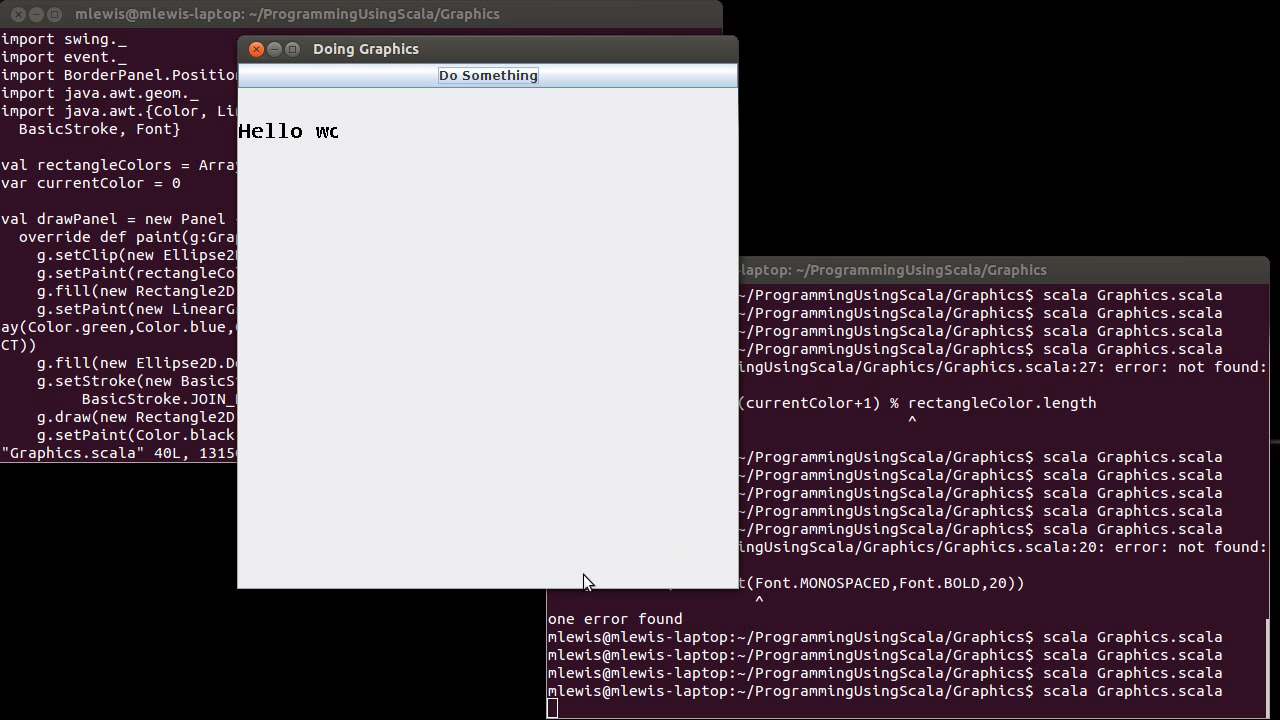 mlewis@mlewis-laptop: ~/ProgrammingUsingScala/Graphics
import swing._
event._
import BorderPanel.Position
import java.awt.geom._
import java.awt.{Color, Lin
BasicStroke, Font}
val rectangleColors = Array
var currentColor = 0
val drawPanel = new Panel
override def paint(g:Grap
g.setClip(new Ellipse2D
g.setPaint(rectangleCol
g.fill(new Rectangle2D
g.setPaint(new LinearG
ay(Color.green,Color.blue,
CT))
g.fill(new Ellipse2D.Do
g.setStroke(new BasicSt
BasicStroke.JOIN_
g.draw(new Rectangle2D
g.setPaint(Color.black
"Graphics.scala" 40L, 1315C
Doing Graphics
Do Something
Hello wo
-laptop: ~/ProgrammingUsingScala/Graphics
~/ProgrammingUsingScala/Graphics$ scala Graphics.scala
~/ProgrammingUsingScala/Graphics$ scala Graphics.scala
~/ProgrammingUsingScala/Graphics$ scala Graphics.scala
~/ProgrammingUsingScala/Graphics$ scala Graphics.scala
ingUsingScala/Graphics/Graphics.scala:27: error: not found:
(currentColor+1) % rectangleColor.length
^
~/ProgrammingUsingScala/Graphics$ scala Graphics.scala
~/ProgrammingUsingScala/Graphics$ scala Graphics.scala
~/ProgrammingUsingScala/Graphics$ scala Graphics.scala
~/ProgrammingUsingScala/Graphics$ scala Graphics.scala
~/ProgrammingUsingScala/Graphics$ scala Graphics.scala
ingUsingScala/Graphics/Graphics.scala:20: error: not found:
t(Font.MONOSPACED,Font.BOLD,20))
^
one error found
mlewis@mlewis-laptop:~/ProgrammingUsingScala/Graphics$ scala Graphics.scala
mlewis@mlewis-laptop:~/ProgrammingUsingScala/Graphics$ scala Graphics.scala
mlewis@mlewis-laptop:~/ProgrammingUsingScala/Graphics$ scala Graphics.scala
mlewis@mlewis-laptop:~/ProgrammingUsingScala/Graphics$ scala Graphics.scala